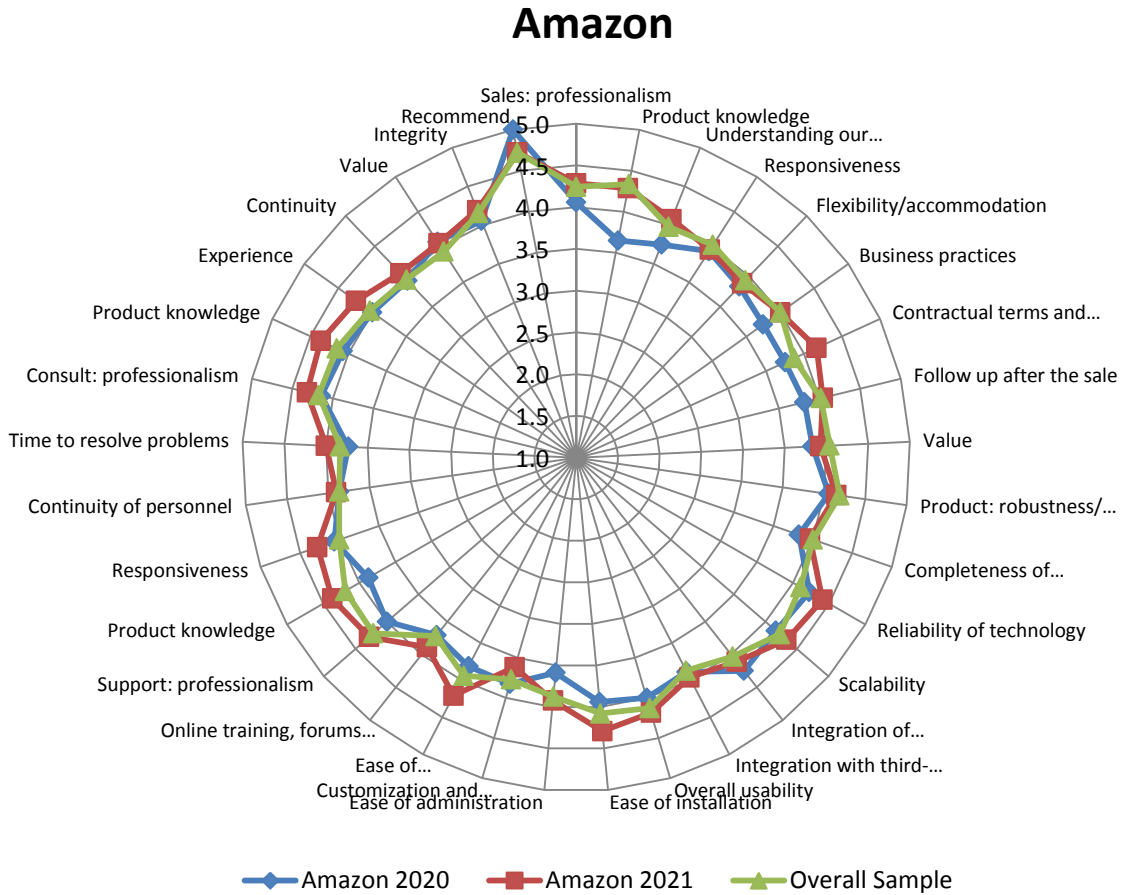 Amazon
Sales: professionalism
Product knowledge
Understanding our...
Responsiveness
Flexibility/accommodation
Business practices
Contractual terms and...
Follow up after the sale
Value
Product: robustness/...
Completeness of...
Reliability of technology
Scalability
Integration of...
Integration with third-...
Overall usability
Ease of installation
Ease of administration
Customization and...
Ease of...
Online training, forums...
Support: professionalism
Product knowledge
Responsiveness
Continuity of personnel
Time to resolve problems
Consult: professionalism
Product knowledge
Experience
Continuity
Value
Integrity
Recommend
5.0
4.5
4.0
3.5
3.0
2.5
2.0
1.5
1.0
Amazon 2020
Amazon 2021
Overall Sample